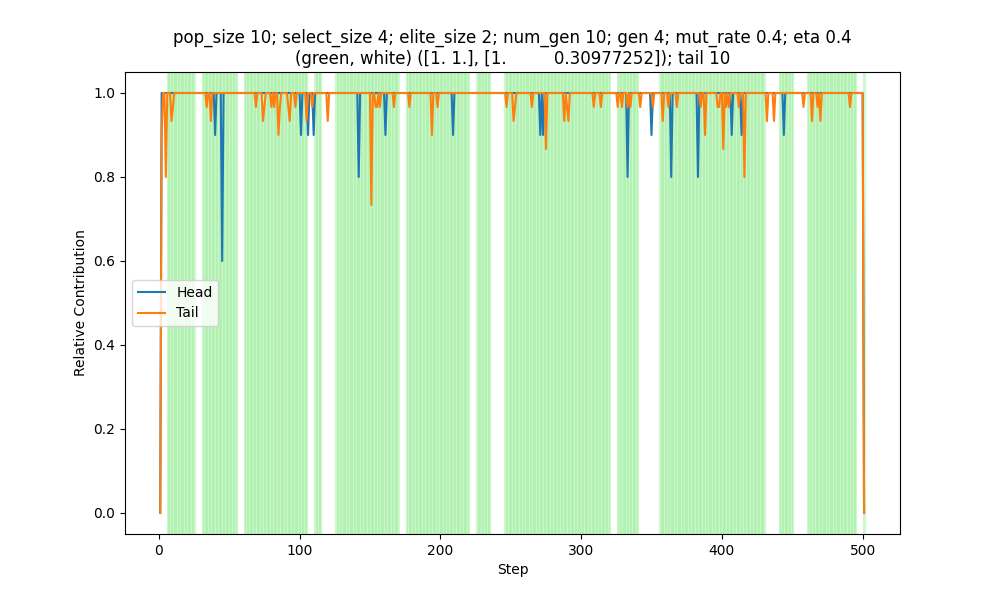 pop_size 10; select_size 4; elite_size 2; num_gen 10; gen 4; mut_rate 0.4; eta 0.4
(green, white) ([1. 1.], [1.         0.30977252]); tail 10
1.0
0.8
0.6
0.4
0.2
0.0
Relative Contribution
Head
Tail
0
100
200
300
400
500
Step